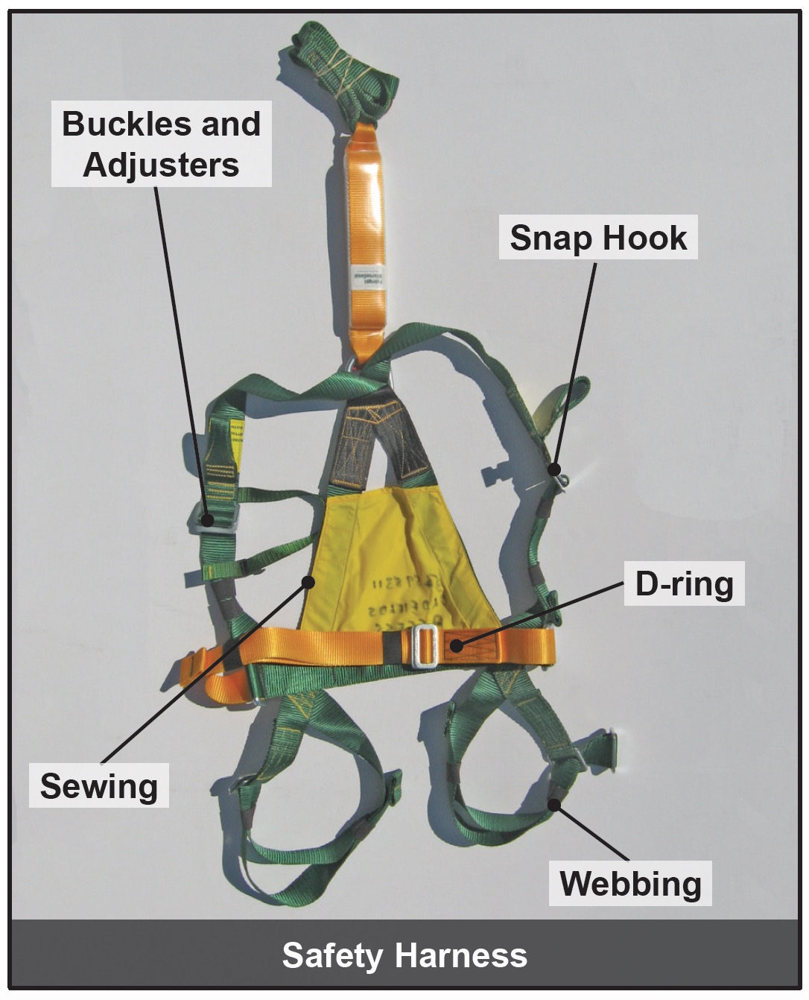 Buckles and
Adjusters
Snap Hook
D-ring
Sewing
Webbing
Safety Harness